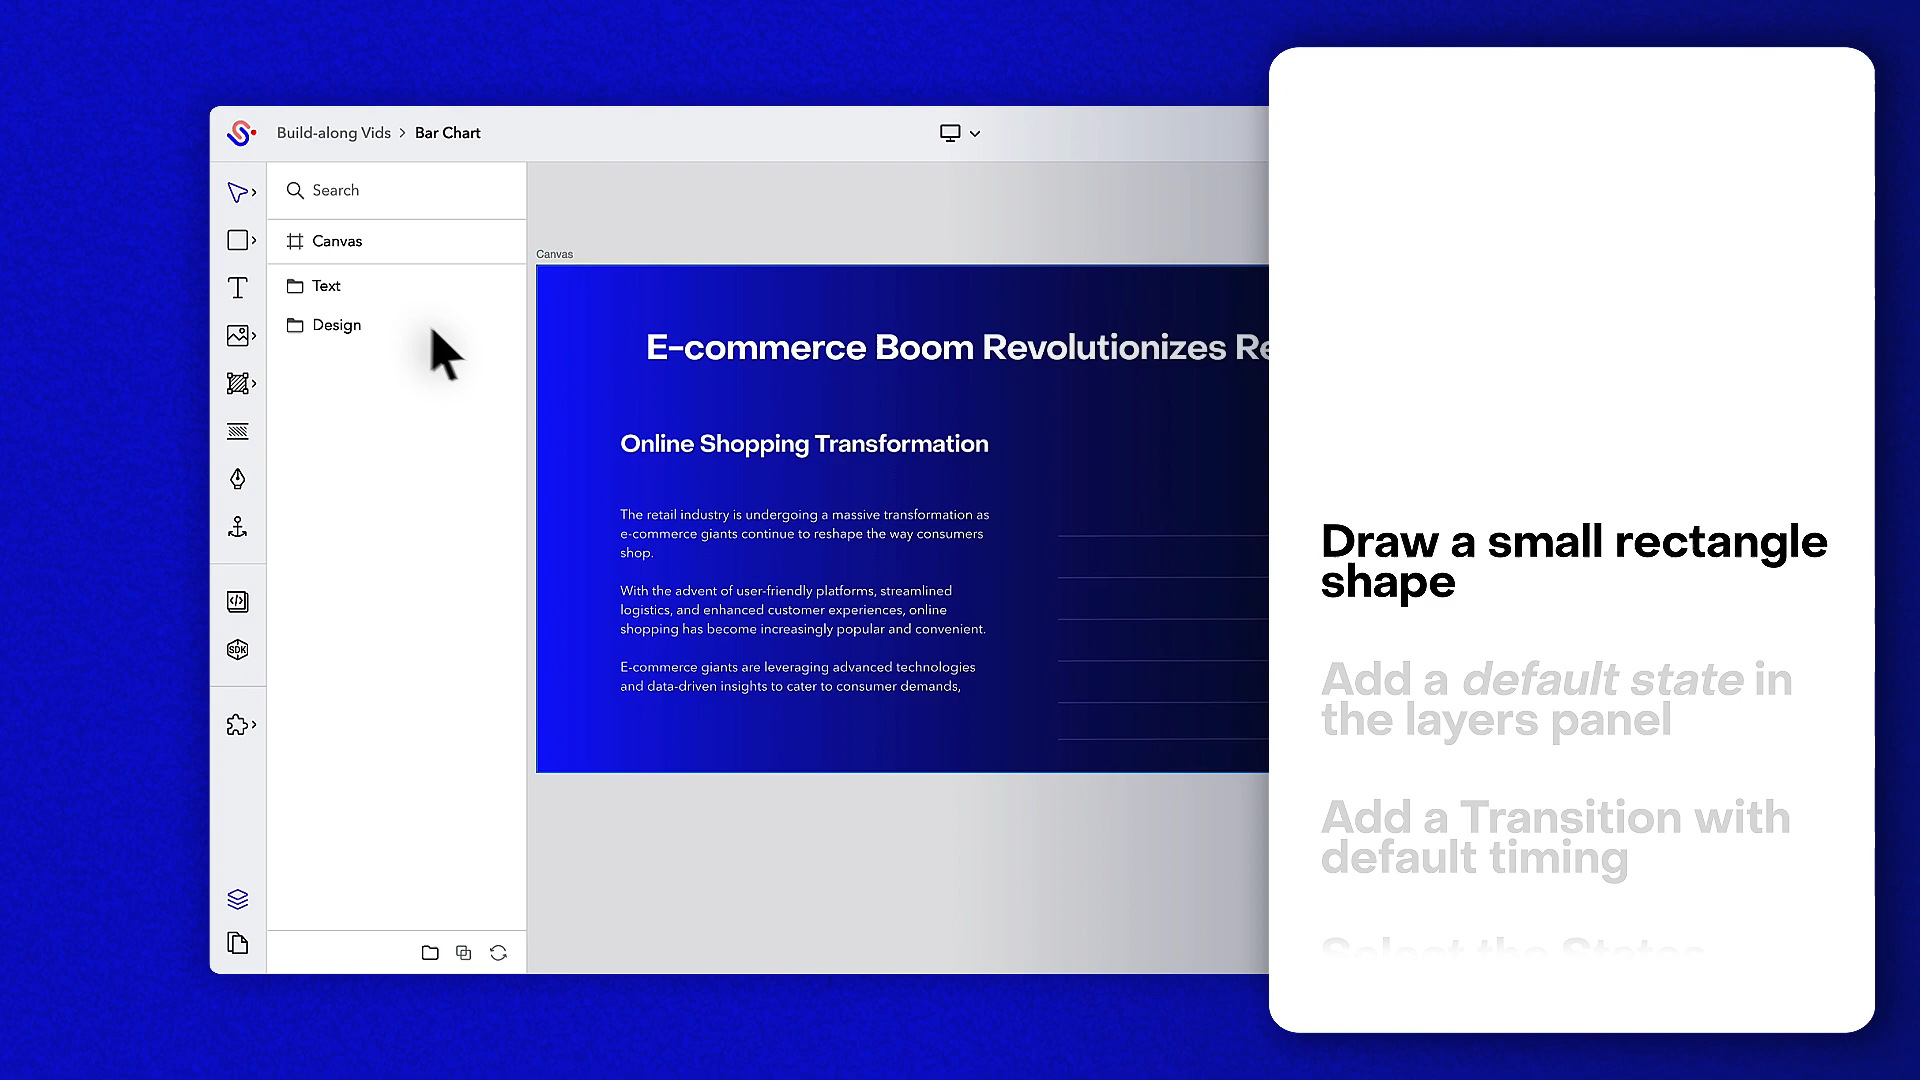 Build-along Vids > Bar Chart
Search
Canvas
Text
Design
SDK
Canvas
E-commerce Boom Revolutionizes Re
Online Shopping Transformation
The retail industry is undergoing a massive transformation as
e-commerce giants continue to reshape the way consumers
shop.
With the advent of user-friendly platforms, streamlined
logistics, and enhanced customer experiences, online
shopping has become increasingly popular and convenient.
E-commerce giants are leveraging advanced technologies
and data-driven insights to cater to consumer demands,
Draw a small rectangle
shape
Add a default state in
the layers panel
Add a Transition with
default timing
Select the States